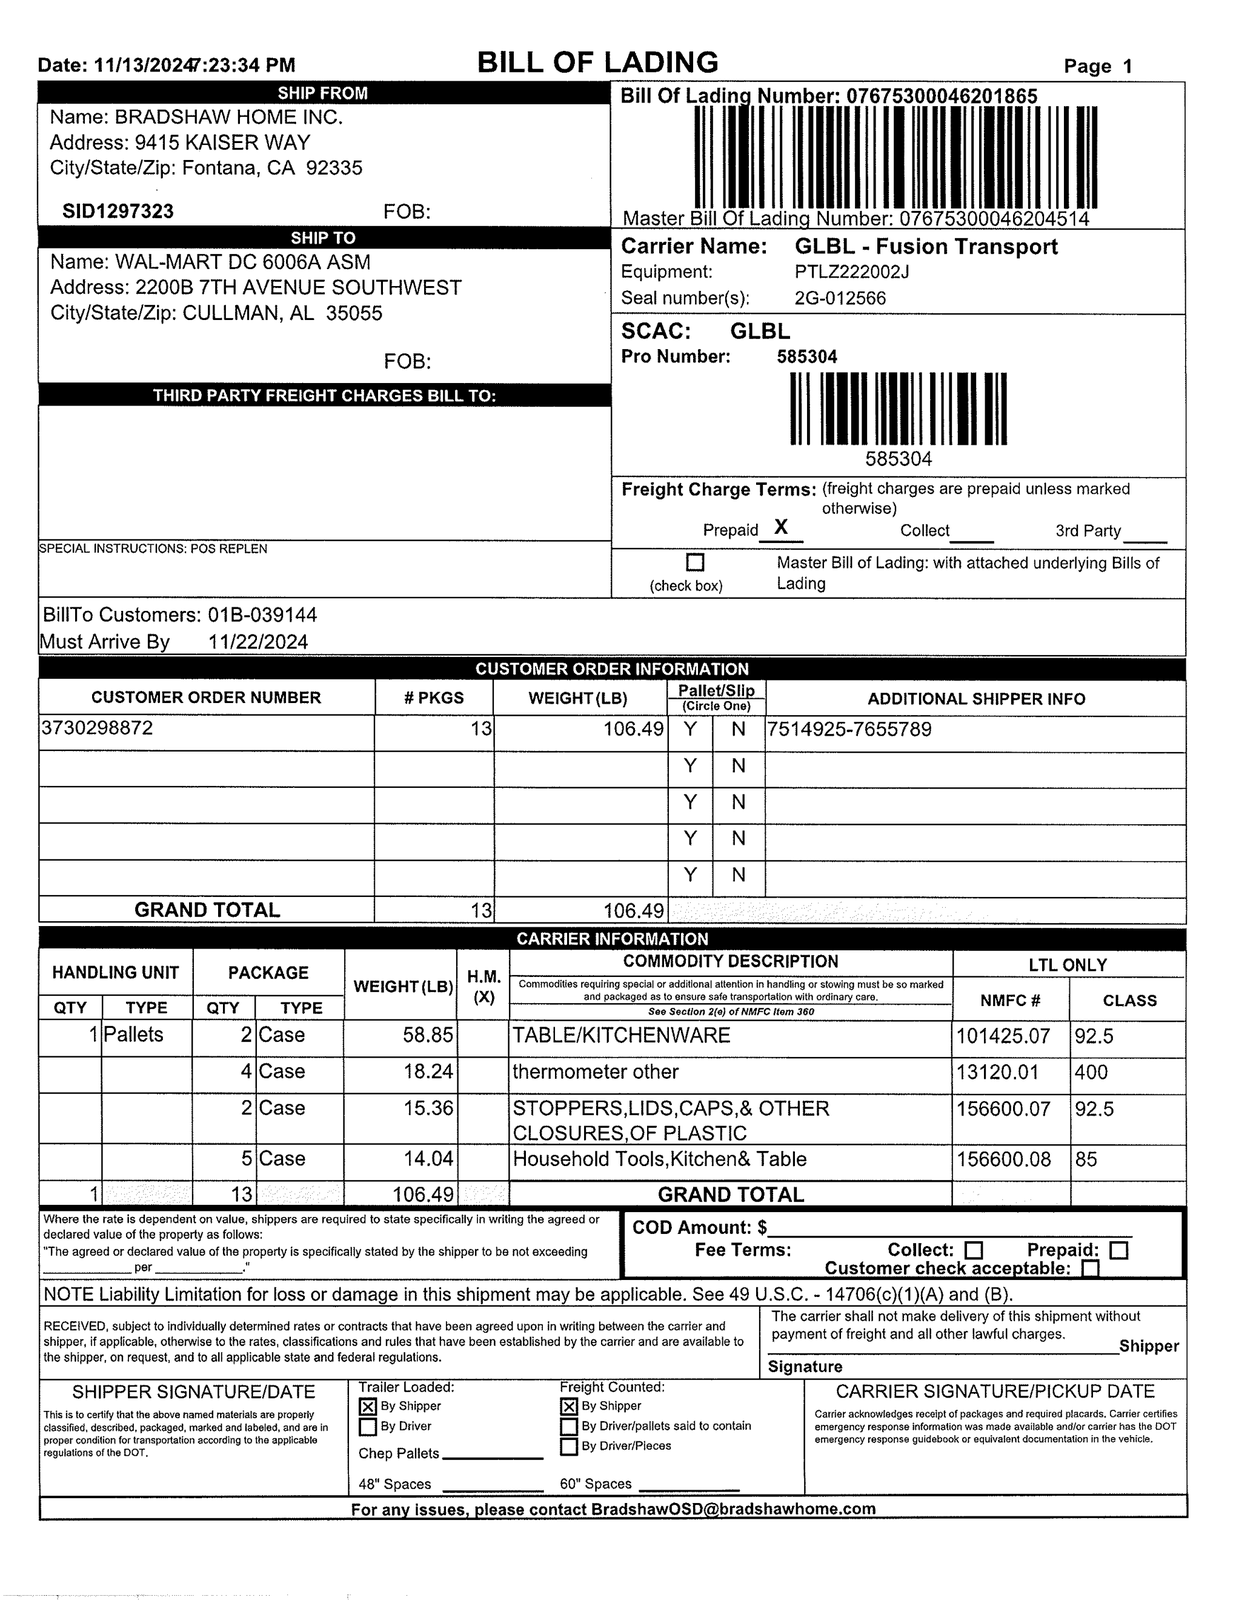 Date: 11/13/2024 7:23:34 PM
BILL OF LADING
Page 1
SHIP FROM
Name: BRADSHAW HOME INC.
Address: 9415 KAISER WAY
City/State/Zip: Fontana, CA 92335
SID1297323 FOB:
Bill Of Lading Number: 07675300046201865
Master Bill Of Lading Number: 07675300046204514
SHIP TO
Name: WAL-MART DC 6006A ASM
Address: 2200B 7TH AVENUE SOUTHWEST
City/State/Zip: CULLMAN, AL 35055
FOB:
Carrier Name: GLBL - Fusion Transport
Equipment: PTLZ222002J
Seal number(s): 2G-012566
SCAC: GLBL
Pro Number: 585304
585304
THIRD PARTY FREIGHT CHARGES BILL TO:
Freight Charge Terms: (freight charges are prepaid unless marked
otherwise)
Prepaid X Collect 3rd Party
SPECIAL INSTRUCTIONS: POS REPLEN
(check box)
Master Bill of Lading: with attached underlying Bills of
Lading
BillTo Customers: 01B-039144
Must Arrive By 11/22/2024
CUSTOMER ORDER INFORMATION
CUSTOMER ORDER NUMBER # PKGS WEIGHT(LB) Pallet/Slip (Circle One) ADDITIONAL SHIPPER INFO
3730298872 13 106.49 Y N 7514925-7655789
Y N
Y N
Y N
Y N
GRAND TOTAL 13 106.49
CARRIER INFORMATION
HANDLING UNIT PACKAGE WEIGHT(LB) H.M. (X) COMMODITY DESCRIPTION LTL ONLY
Commodities requiring special or additional attention in handling or stowing must be so marked
and packaged as to ensure safe transportation with ordinary care.
See Section 2(e) of NMFC Item 360
QTY TYPE QTY TYPE NMFC # CLASS
1 Pallets 2 Case 58.85 TABLE/KITCHENWARE 101425.07 92.5
4 Case 18.24 thermometer other 13120.01 400
2 Case 15.36 STOPPERS,LIDS,CAPS,& OTHER 156600.07 92.5
CLOSURES,OF PLASTIC
5 Case 14.04 Household Tools,Kitchen& Table 156600.08 85
1 13 106.49 GRAND TOTAL
Where the rate is dependent on value, shippers are required to state specifically in writing the agreed or
declared value of the property as follows:
"The agreed or declared value of the property is specifically stated by the shipper to be not exceeding
____________ per ____________."
COD Amount: $
Fee Terms: Collect: Prepaid:
Customer check acceptable:
NOTE Liability Limitation for loss or damage in this shipment may be applicable. See 49 U.S.C. - 14706(c)(1)(A) and (B).
RECEIVED, subject to individually determined rates or contracts that have been agreed upon in writing between the carrier and
shipper, if applicable, otherwise to the rates, classifications and rules that have been established by the carrier and are available to
the shipper, on request, and to all applicable state and federal regulations.
The carrier shall not make delivery of this shipment without
payment of freight and all other lawful charges.
Shipper
Signature
SHIPPER SIGNATURE/DATE
This is to certify that the above named materials are properly
classified, described, packaged, marked and labeled, and are in
proper condition for transportation according to the applicable
regulations of the DOT.
Trailer Loaded:
X By Shipper
By Driver
Chep Pallets
48" Spaces
Freight Counted:
X By Shipper
By Driver/pallets said to contain
By Driver/Pieces
60" Spaces
CARRIER SIGNATURE/PICKUP DATE
Carrier acknowledges receipt of packages and required placards. Carrier certifies
emergency response information was made available and/or carrier has the DOT
emergency response guidebook or equivalent documentation in the vehicle.
For any issues, please contact BradshawOSD@bradshawhome.com